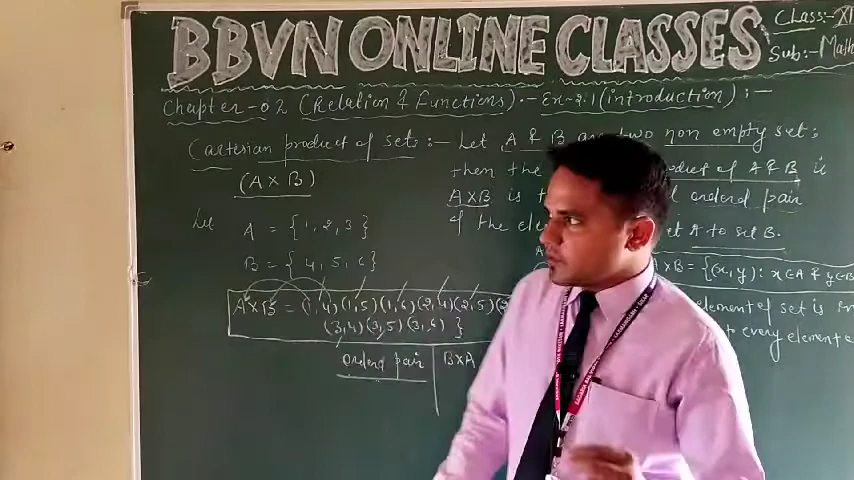 BBVN ONLINE CLASSES
Class:- XI
Sub:- Math
Chapter-02 (Relation & Functions):- Ex-2.1 (introduction):-
Cartesian product of sets:- Let, A & B are two non empty set;
(A × B)
then the product of A & B is
A×B is ordered pair
of the set A to set B.
Let A = {1,2,3}
B = {4,5,6}
A×B = {(x,y): x∈A & y∈B
A×B = (1,4)(1,5)(1,6)(2,4)(2,5)(2
(3,4)(3,5)(3,6) }
element of set is
to every element
ordered pair B×A